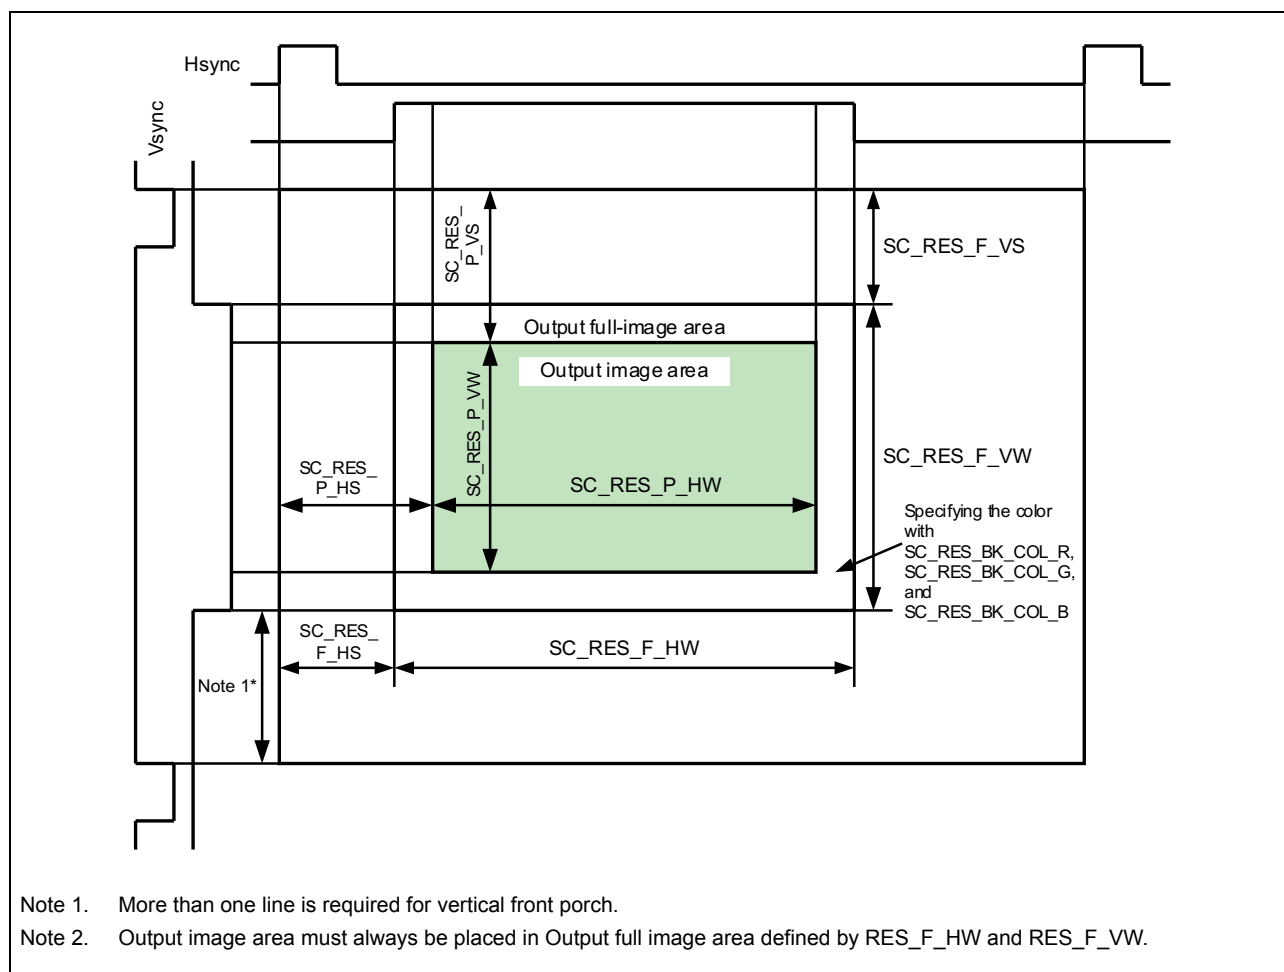 Hsync
Vsync
SC_RES_
P_VS
SC_RES_F_VS
Output full-image area
Output image area
SC_RES_P_VW
SC_RES_F_VW
SC_RES_
P_HS
SC_RES_P_HW
Specifying the color
with
SC_RES_BK_COL_R,
SC_RES_BK_COL_G,
and
SC_RES_BK_COL_B
SC_RES_
F_HS
SC_RES_F_HW
Note 1*
Note 1. More than one line is required for vertical front porch.
Note 2. Output image area must always be placed in Output full image area defined by RES_F_HW and RES_F_VW.